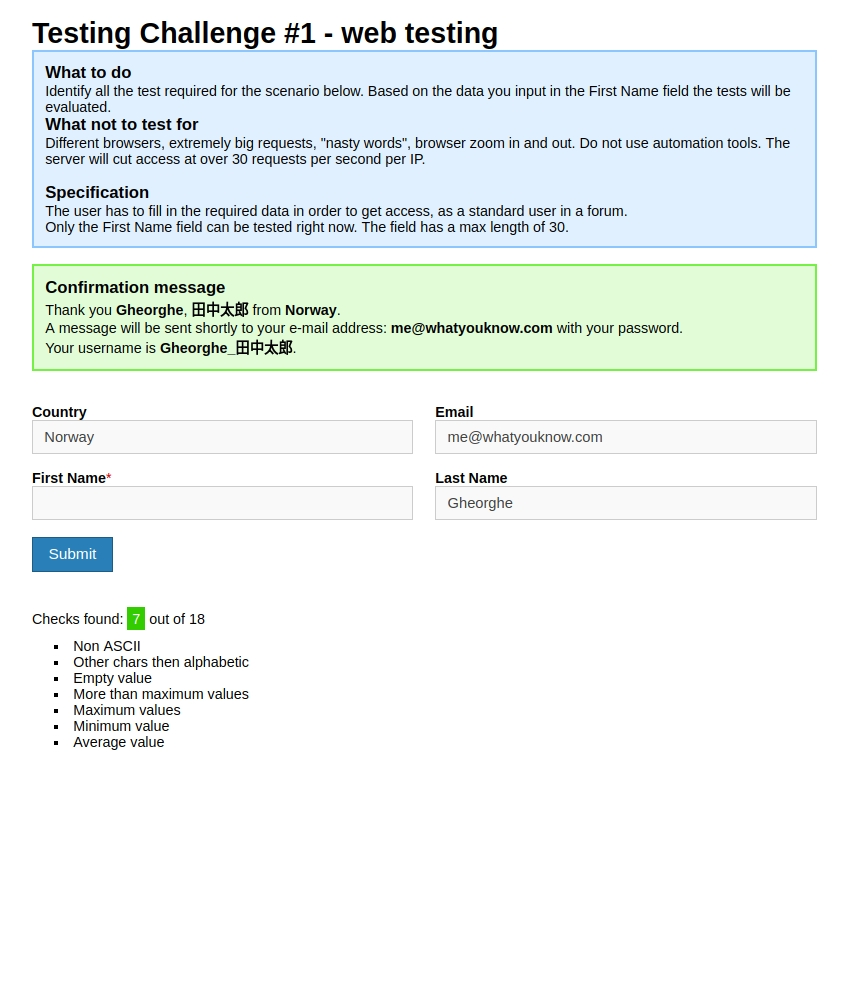 Testing Challenge #1 - web testing
What to do
Identify all the test required for the scenario below. Based on the data you input in the First Name field the tests will be
evaluated.
What not to test for
Different browsers, extremely big requests, "nasty words", browser zoom in and out. Do not use automation tools. The
server will cut access at over 30 requests per second per IP.
Specification
The user has to fill in the required data in order to get access, as a standard user in a forum.
Only the First Name field can be tested right now. The field has a max length of 30.
Confirmation message
Thank you Gheorghe, 田中太郎 from Norway.
A message will be sent shortly to your e-mail address: me@whatyouknow.com with your password.
Your username is Gheorghe_田中太郎.
Country Email
Norway me@whatyouknow.com
First Name* Last Name
Gheorghe
Submit
Checks found: 7 out of 18
▪ Non ASCII
▪ Other chars then alphabetic
▪ Empty value
▪ More than maximum values
▪ Maximum values
▪ Minimum value
▪ Average value